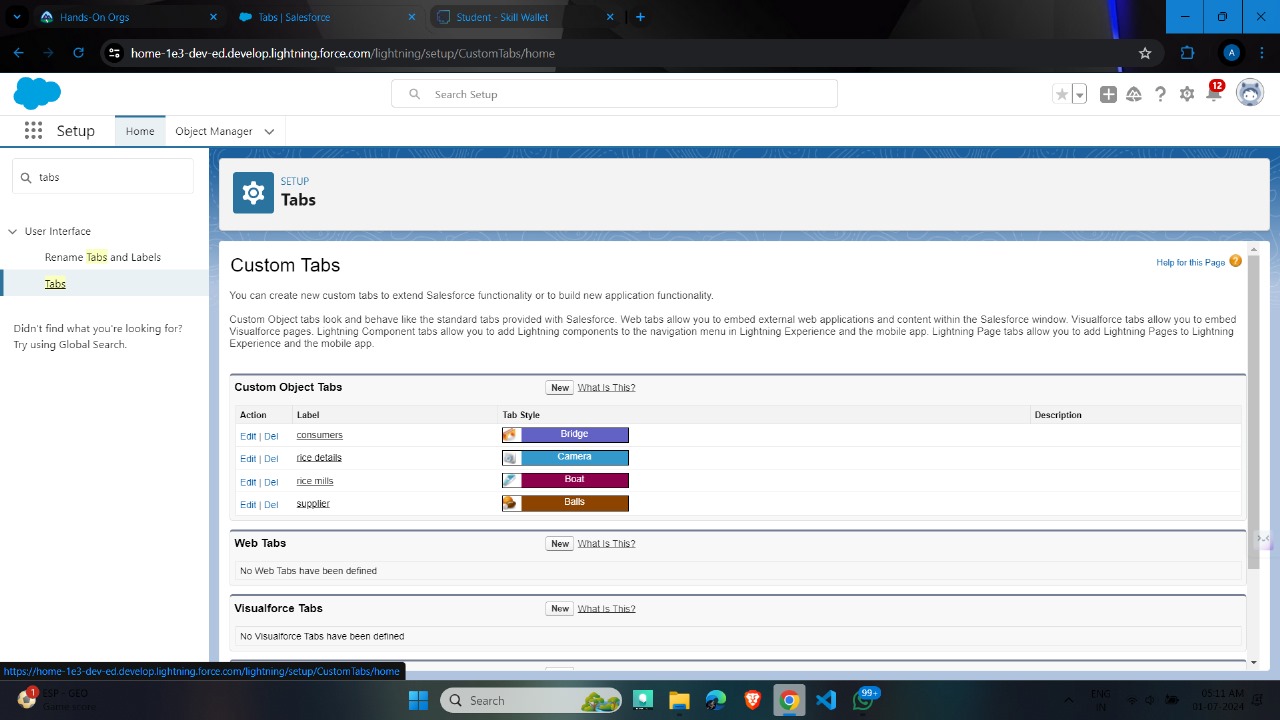 Hands-On Orgs
Tabs | Salesforce
Student - Skill Wallet
home-1e3-dev-ed.develop.lightning.force.com/lightning/setup/CustomTabs/home
A
Search Setup
12
Setup
Home
Object Manager
tabs
User Interface
Rename Tabs and Labels
Tabs
Didn't find what you're looking for?
Try using Global Search.
SETUP
Tabs
Custom Tabs
Help for this Page
You can create new custom tabs to extend Salesforce functionality or to build new application functionality.
Custom Object tabs look and behave like the standard tabs provided with Salesforce. Web tabs allow you to embed external web applications and content within the Salesforce window. Visualforce tabs allow you to embed
Visualforce pages. Lightning Component tabs allow you to add Lightning components to the navigation menu in Lightning Experience and the mobile app. Lightning Page tabs allow you to add Lightning Pages to Lightning
Experience and the mobile app.
Custom Object Tabs New What Is This?
Action Label Tab Style Description
Edit | Del consumers Bridge
Edit | Del rice details Camera
Edit | Del rice mills Boat
Edit | Del supplier Balls
Web Tabs New What Is This?
No Web Tabs have been defined
Visualforce Tabs New What Is This?
No Visualforce Tabs have been defined
https://home-1e3-dev-ed.develop.lightning.force.com/lightning/setup/CustomTabs/home
1
ESP - GEO
Game score
Search
99+
ENG
IN
05:11 AM
01-07-2024